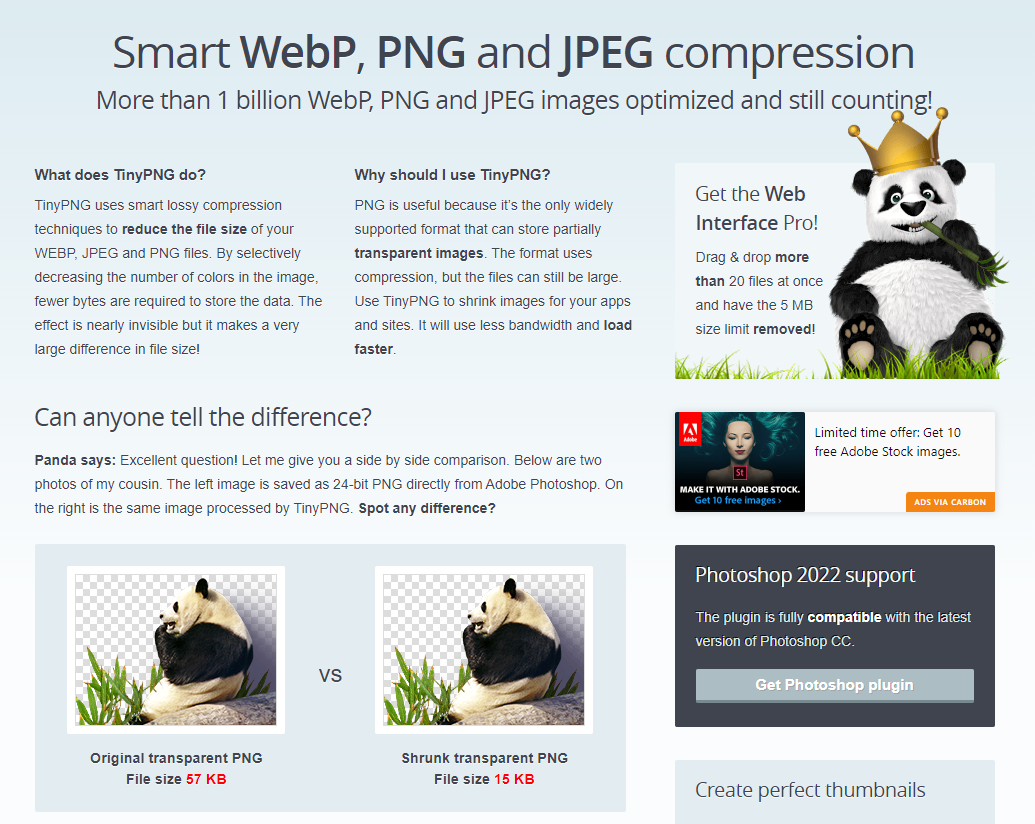 Smart WebP, PNG and JPEG compression
More than 1 billion WebP, PNG and JPEG images optimized and still counting!
What does TinyPNG do?
TinyPNG uses smart lossy compression
techniques to reduce the file size of your
WEBP, JPEG and PNG files. By selectively
decreasing the number of colors in the image,
fewer bytes are required to store the data. The
effect is nearly invisible but it makes a very
large difference in file size!
Why should I use TinyPNG?
PNG is useful because it's the only widely
supported format that can store partially
transparent images. The format uses
compression, but the files can still be large.
Use TinyPNG to shrink images for your apps
and sites. It will use less bandwidth and load
faster.
Get the Web
Interface Pro!
Drag & drop more
than 20 files at once
and have the 5 MB
size limit removed!
Can anyone tell the difference?
Panda says: Excellent question! Let me give you a side by side comparison. Below are two
photos of my cousin. The left image is saved as 24-bit PNG directly from Adobe Photoshop. On
the right is the same image processed by TinyPNG. Spot any difference?
VS
Original transparent PNG
File size 57 KB
Shrunk transparent PNG
File size 15 KB
Adobe
St
MAKE IT WITH ADOBE STOCK.
Get 10 free images ›
Limited time offer: Get 10
free Adobe Stock images.
ADS VIA CARBON
Photoshop 2022 support
The plugin is fully compatible with the latest
version of Photoshop CC.
Get Photoshop plugin
Create perfect thumbnails